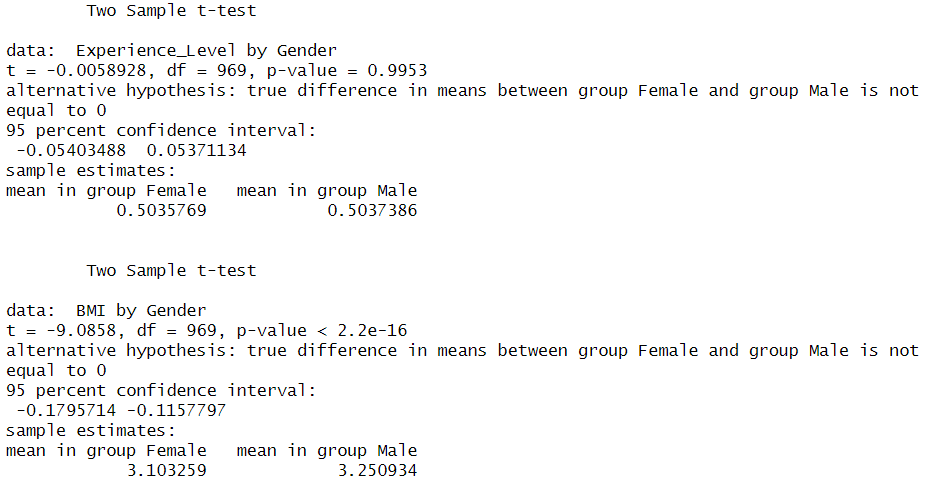 Two Sample t-test
data:  Experience_Level by Gender
t = -0.0058928, df = 969, p-value = 0.9953
alternative hypothesis: true difference in means between group Female and group Male is not
equal to 0
95 percent confidence interval:
 -0.05403488  0.05371134
sample estimates:
mean in group Female   mean in group Male
           0.5035769            0.5037386
Two Sample t-test
data:  BMI by Gender
t = -9.0858, df = 969, p-value < 2.2e-16
alternative hypothesis: true difference in means between group Female and group Male is not
equal to 0
95 percent confidence interval:
 -0.1795714 -0.1157797
sample estimates:
mean in group Female   mean in group Male
            3.103259             3.250934